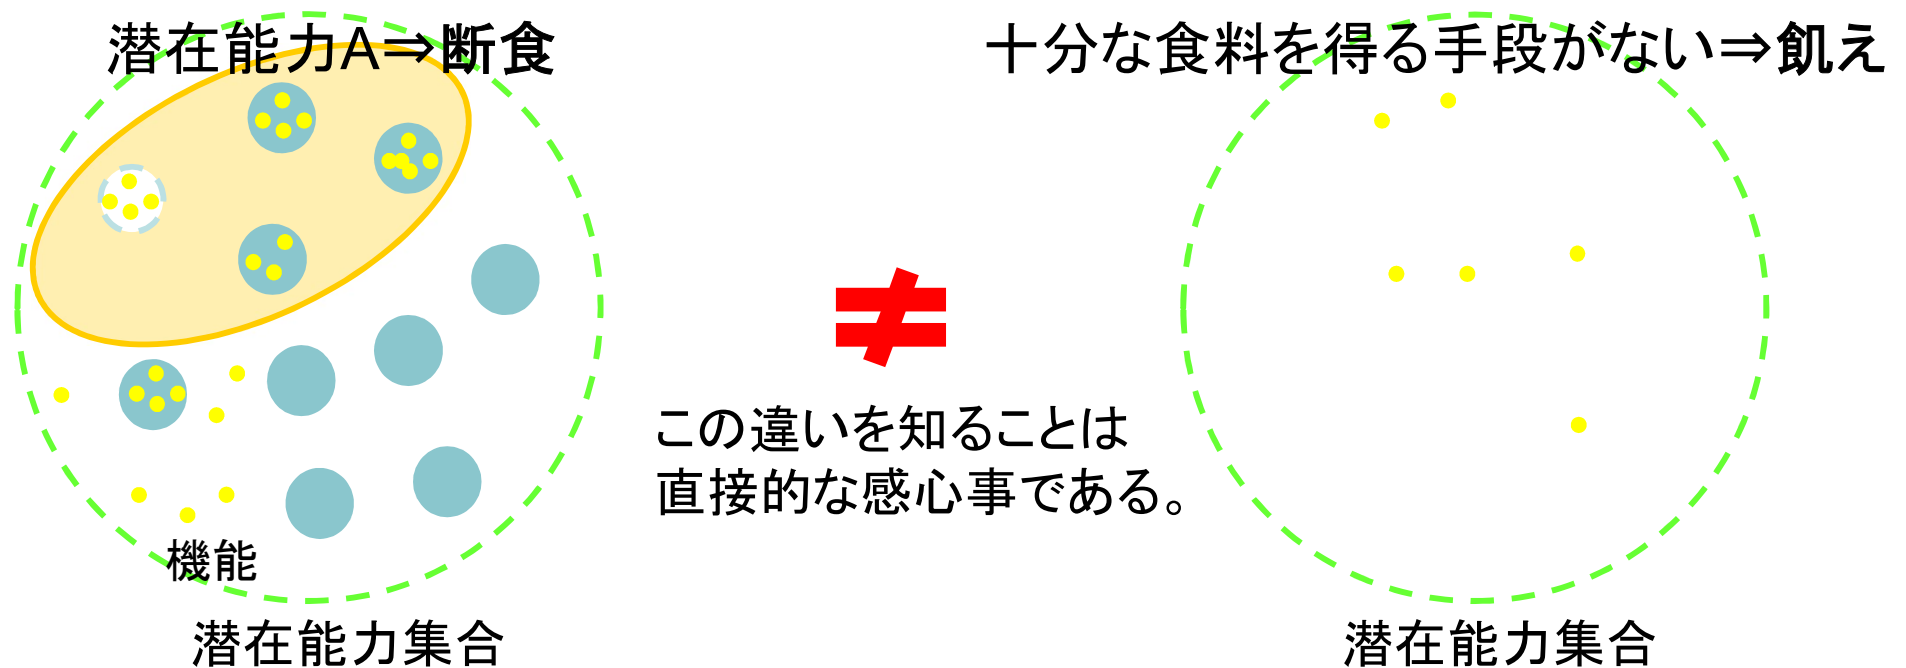 潜在能力A⇒断食
十分な食料を得る手段がない⇒飢え
≠
この違いを知ることは
直接的な感心事である。
機能
潜在能力集合
潜在能力集合